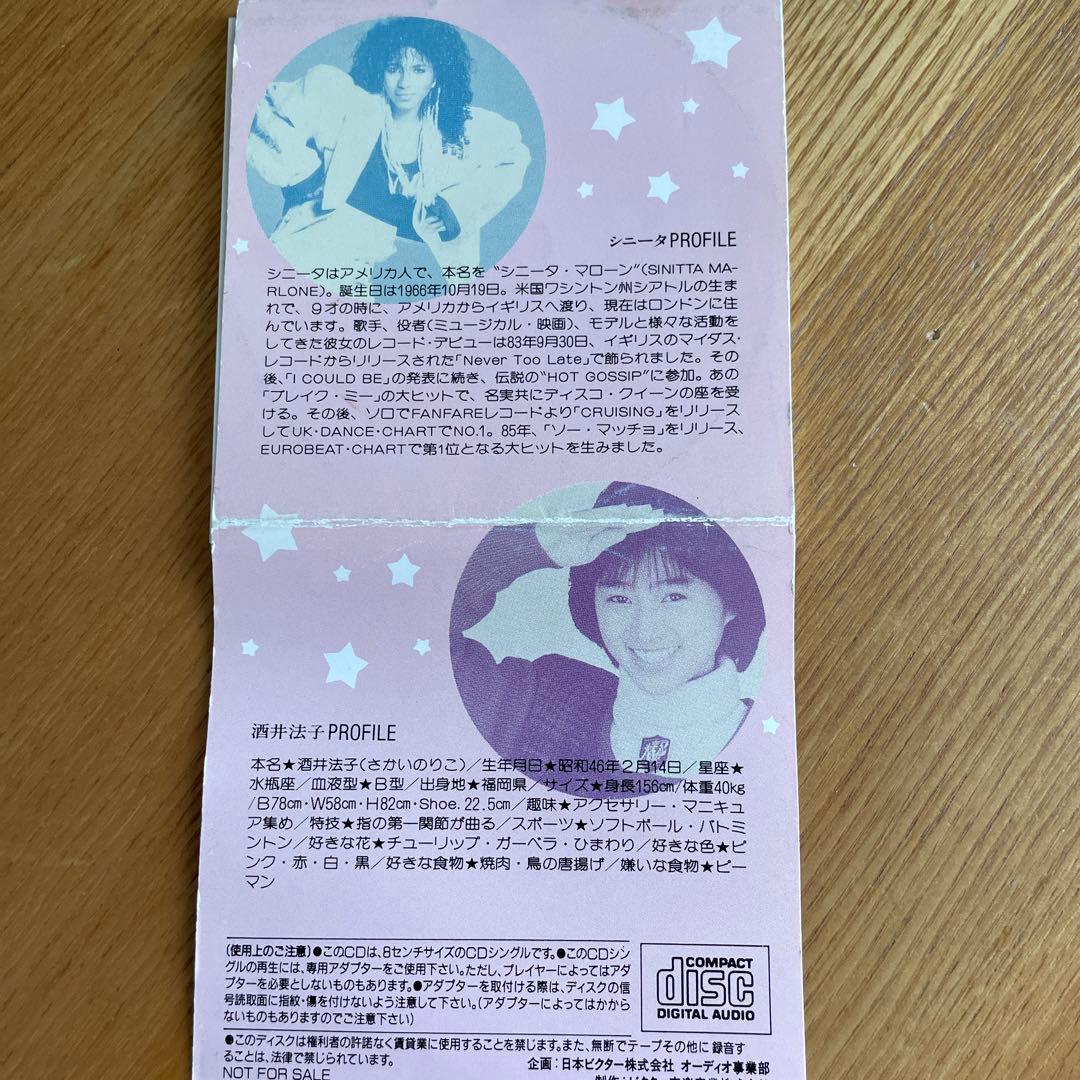 シニータPROFILE
シニータはアメリカ人で、本名を"シニータ・マローン"(SINITTA MA-
RLONE)。誕生日は1966年10月19日。米国ワシントン州シアトルの生ま
れで、9才の時に、アメリカからイギリスへ渡り、現在はロンドンに住
んでいます。歌手、役者(ミュージカル・映画)、モデルと様々な活動を
してきた彼女のレコード・デビューは83年9月30日、イギリスのマイダス・
レコードからリリースされた「Never Too Late」で飾られました。その
後、「I COULD BE」の発表に続き、伝説の"HOT GOSSIP"に参加。あの
「ブレイク・ミー」の大ヒットで、名実共にディスコ・クイーンの座を受
ける。その後、ソロでFANFAREレコードより「CRUISING」をリリース
してUK・DANCE・CHARTでNO.1。85年、「ソー・マッチョ」をリリース、
EUROBEAT・CHARTで第1位となる大ヒットを生みました。
酒井法子PROFILE
本名★酒井法子(さかいのりこ)/生年月日★昭和46年2月14日/星座★
水瓶座/血液型★B型/出身地★福岡県/サイズ★身長156cm/体重40kg
/B78cm・W58cm・H82cm・Shoe.22.5cm/趣味★アクセサリー・マニキュ
ア集め/特技★指の第一関節が曲る/スポーツ★ソフトボール・バトミ
ントン/好きな花★チューリップ・ガーベラ・ひまわり/好きな色★ピ
ンク・赤・白・黒/好きな食物★焼肉・鳥の唐揚げ/嫌いな食物★ピー
マン
(使用上のご注意)●このCDは、8センチサイズのCDシングルです。●このCDシン
グルの再生には、専用アダプターをご使用下さい。ただし、プレイヤーによってはアダ
プターを必要としないものもあります。●アダプターを取付ける際は、ディスクの信
号読取面に指紋・傷を付けないよう注意して下さい。(アダプターによってはかから
ないものもありますのでご注意下さい)
COMPACT
disc
DIGITAL AUDIO
●このディスクは権利者の許諾なく賃貸業に使用することを禁じます。また、無断でテープその他に録音す
ることは、法律で禁じられています。
企画:日本ビクター株式会社 オーディオ事業部
NOT FOR SALE